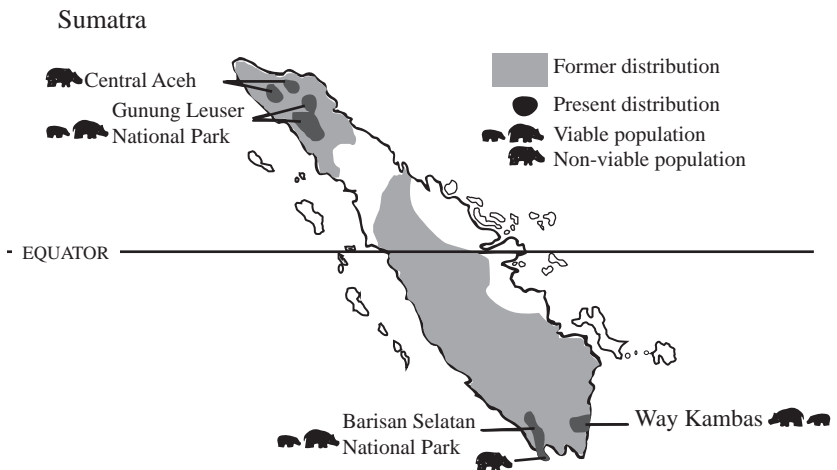 Sumatra
Central Aceh
Gunung Leuser
National Park
Former distribution
Present distribution
Viable population
Non-viable population
EQUATOR
Barisan Selatan
National Park
Way Kambas